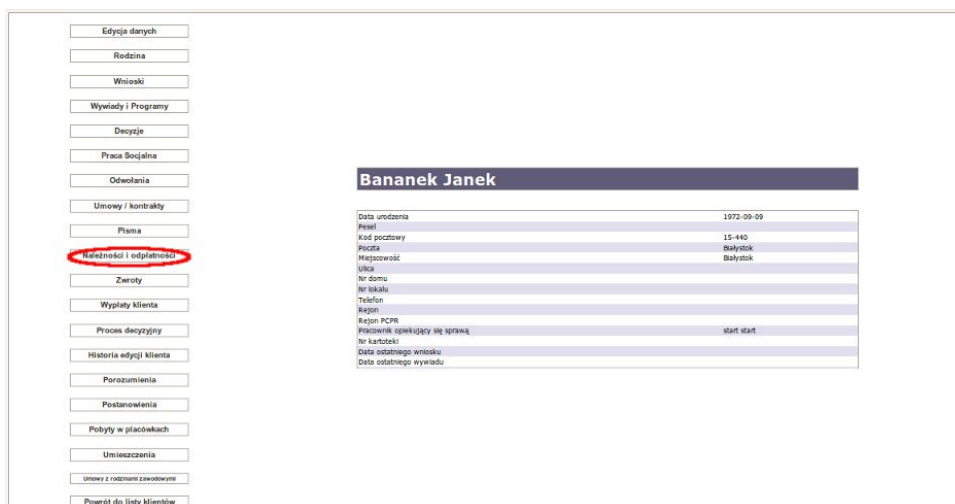 Edycja danych
Rodzina
Wnioski
Wywiady i Programy
Decyzje
Praca Socjalna
Odwołania
Umowy / kontrakty
Pisma
Należności i odpłatności
Zwroty
Wypłaty klienta
Proces decyzyjny
Historia edycji klienta
Porozumienia
Postanowienia
Pobyty w placówkach
Umieszczenia
Umowy z rodzinami zawodowymi
Powrót do listy klientów
Bananek Janek
Data urodzenia 1972-09-09
Pesel
Kod pocztowy 15-440
Poczta Białystok
Miejscowość Białystok
Ulica
Nr domu
Nr lokalu
Telefon
Rejon
Rejon PCPR
Pracownik opiekujący się sprawą start start
Nr kartoteki
Data ostatniego wniosku
Data ostatniego wywiadu